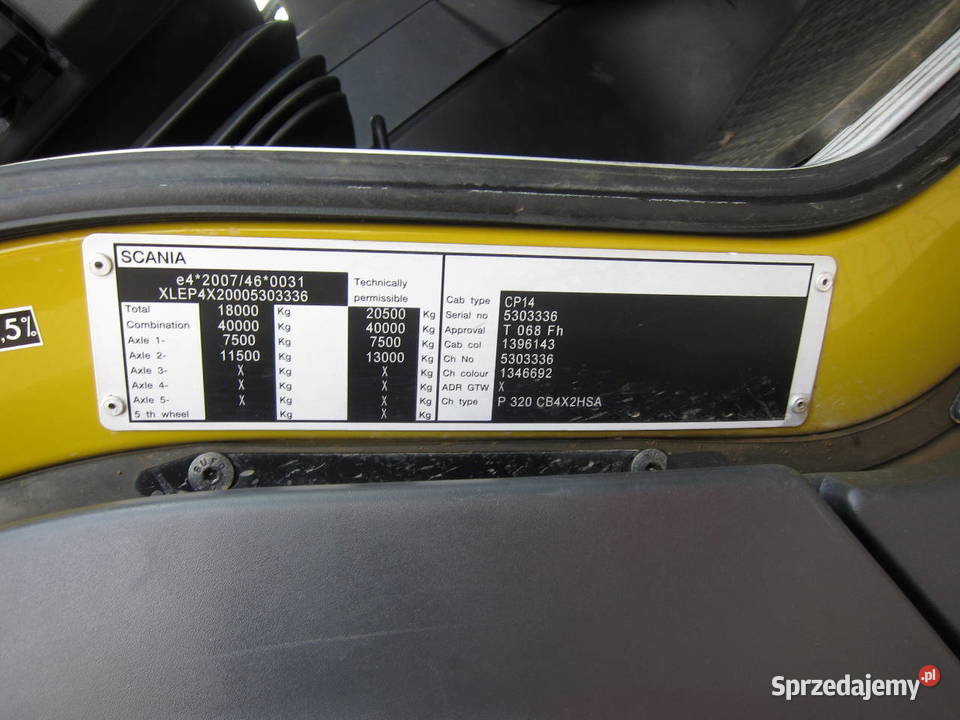 SCANIA
e4*2007/46*0031
XLEP4X20005303336
Technically
permissible
Total 18000 Kg 20500 Kg
Combination 40000 Kg 40000 Kg
Axle 1- 7500 Kg 7500 Kg
Axle 2- 11500 Kg 13000 Kg
Axle 3- X Kg X Kg
Axle 4- X Kg X Kg
Axle 5- X Kg X Kg
5 th wheel Kg X Kg
Cab type CP14
Serial no 5303336
Approval T 068 Fh
Cab col 1396143
Ch No 5303336
Ch colour 1346692
ADR GTW X
Ch type P 320 CB4X2HSA
,5%
Sprzedajemy.pl